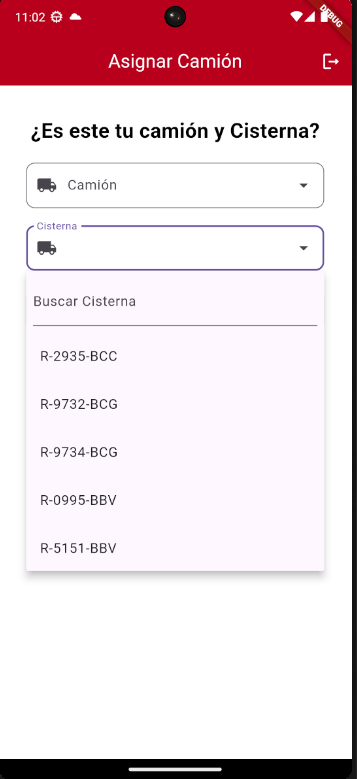 11:02
DEBUG
Asignar Camión
¿Es este tu camión y Cisterna?
Camión
Cisterna
Buscar Cisterna
R-2935-BCC
R-9732-BCG
R-9734-BCG
R-0995-BBV
R-5151-BBV